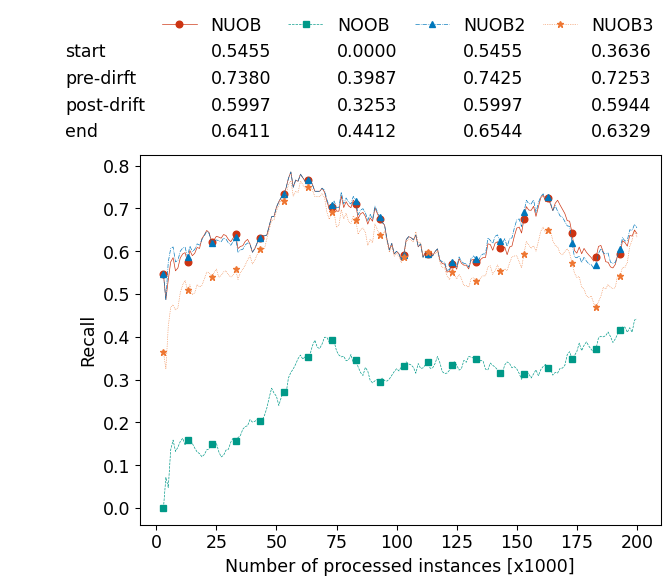 NUOB NOOB NUOB2 NUOB3
start 0.5455 0.0000 0.5455 0.3636
pre-dirft 0.7380 0.3987 0.7425 0.7253
post-drift 0.5997 0.3253 0.5997 0.5944
end 0.6411 0.4412 0.6544 0.6329
0.8
0.7
0.6
0.5
0.4
0.3
0.2
0.1
0.0
Recall
0 25 50 75 100 125 150 175 200
Number of processed instances [x1000]